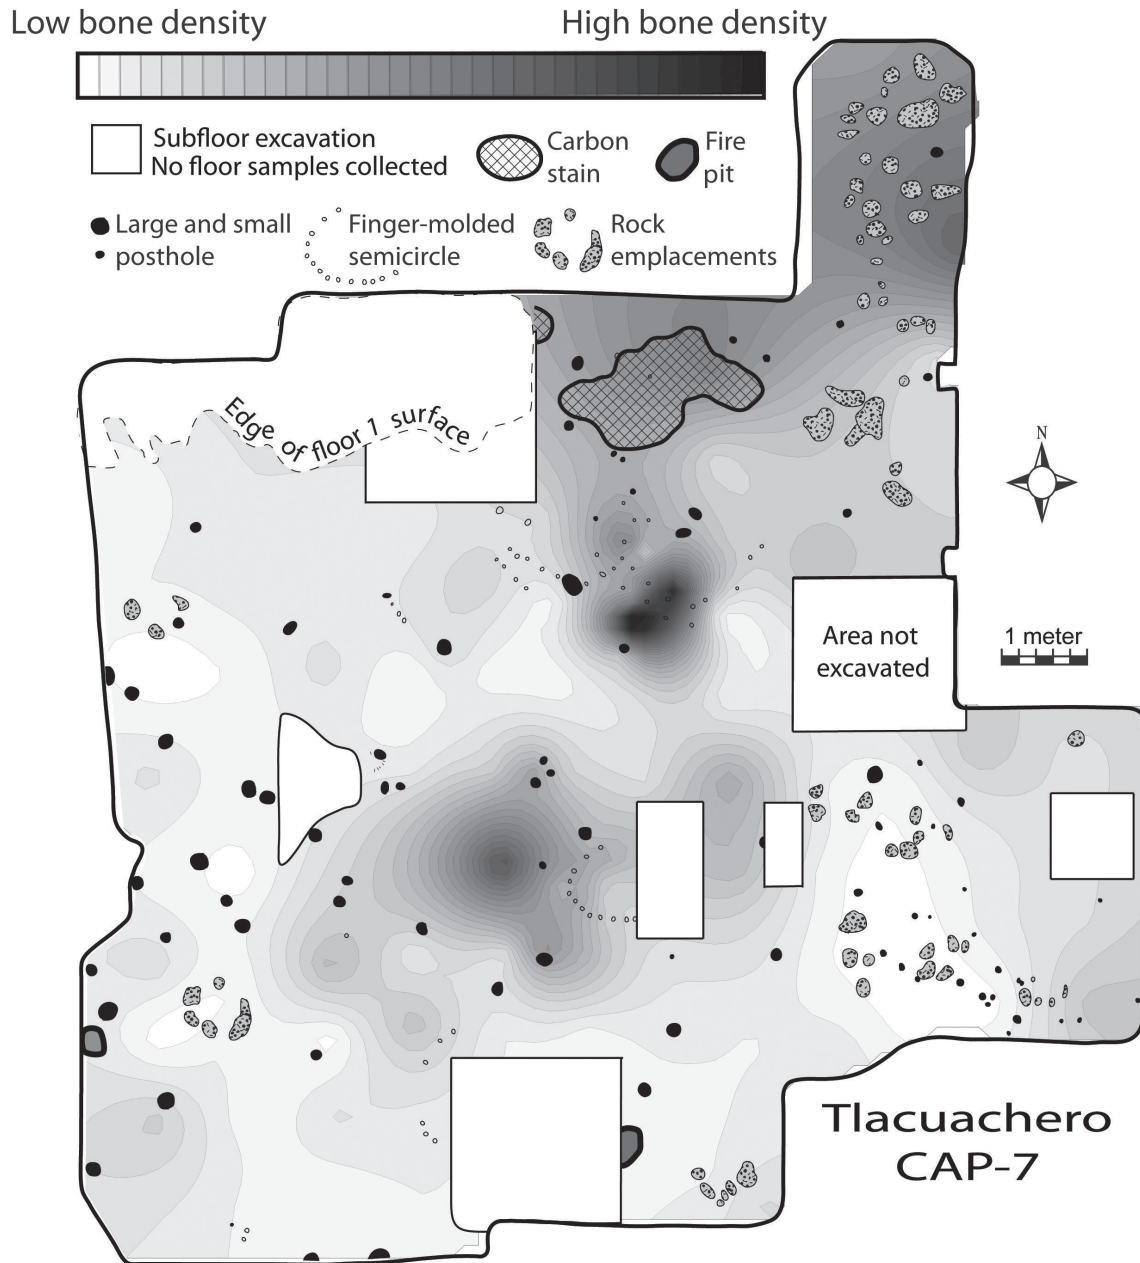 Low bone density
High bone density
Subfloor excavation
No floor samples collected
Carbon
stain
Fire
pit
Large and small
posthole
Finger-molded
semicircle
Rock
emplacements
Edge of floor 1 surface
N
1 meter
Area not
excavated
Tlacuachero
CAP-7